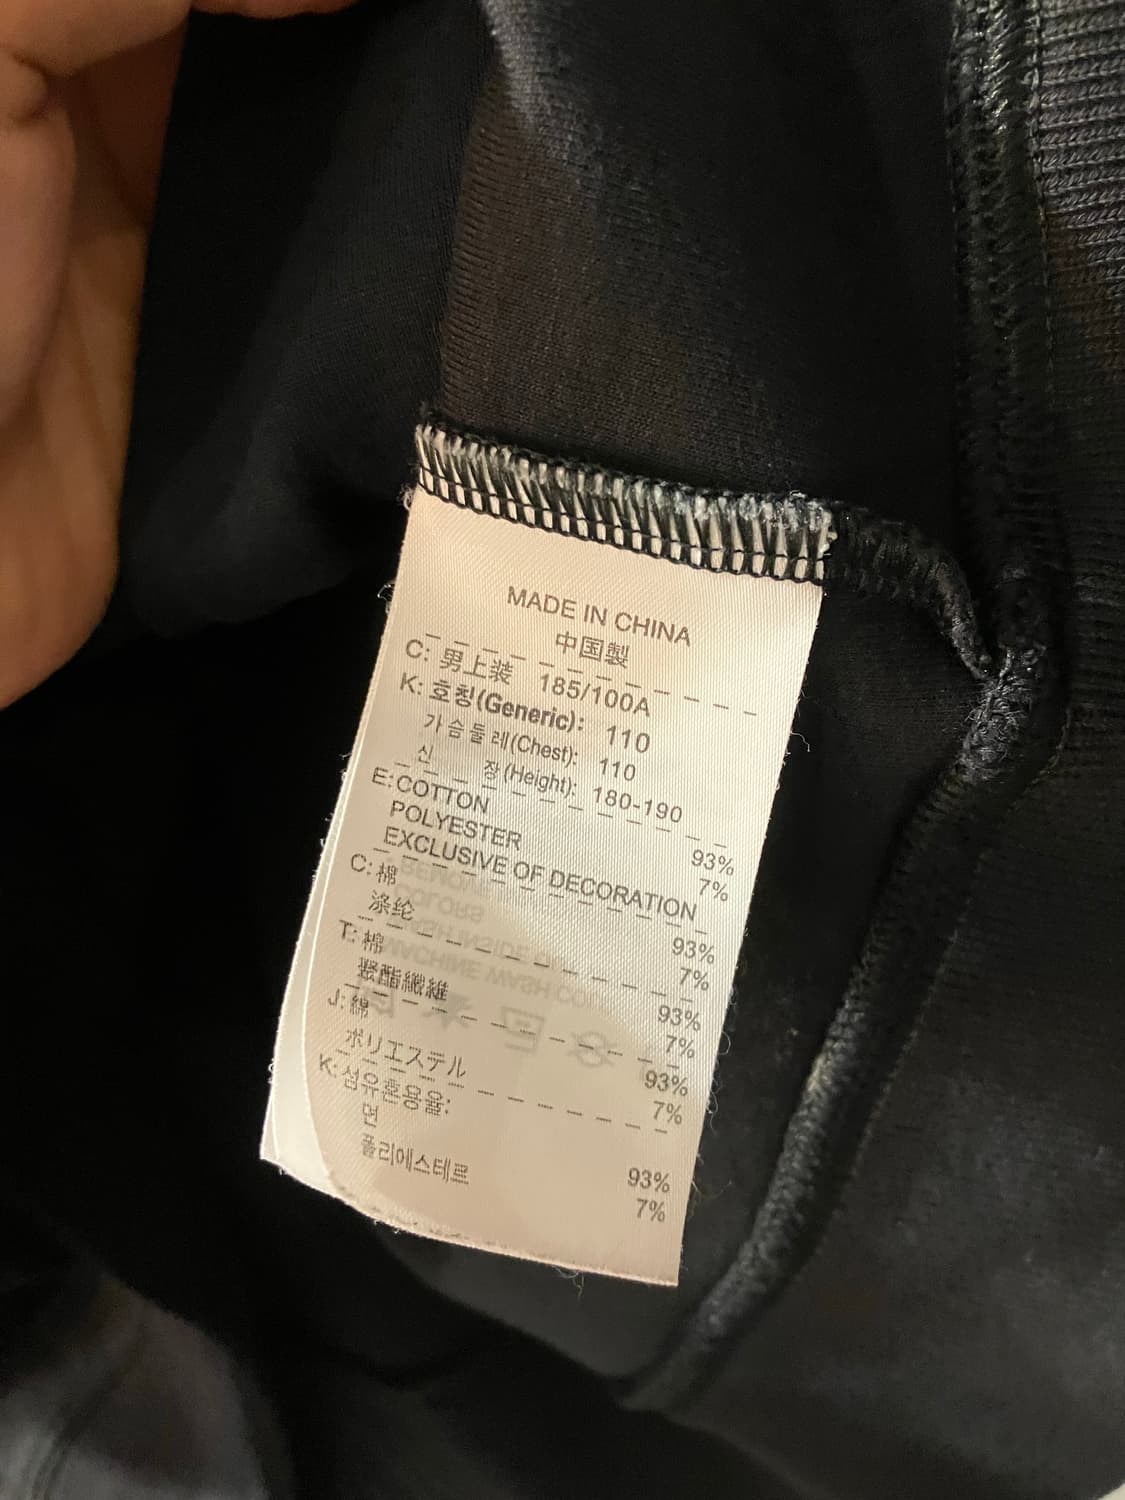 MADE IN CHINA
中国製
C: 男上装 185/100A
K: 호칭(Generic): 110
가슴둘레(Chest): 110
신 장(Height): 180-190
E: COTTON 93%
POLYESTER 7%
EXCLUSIVE OF DECORATION
C: 棉 93%
涤纶 7%
T: 棉 93%
聚酯纖維 7%
J: 綿 93%
ポリエステル 7%
K: 섬유혼용율:
면 93%
폴리에스테르 7%